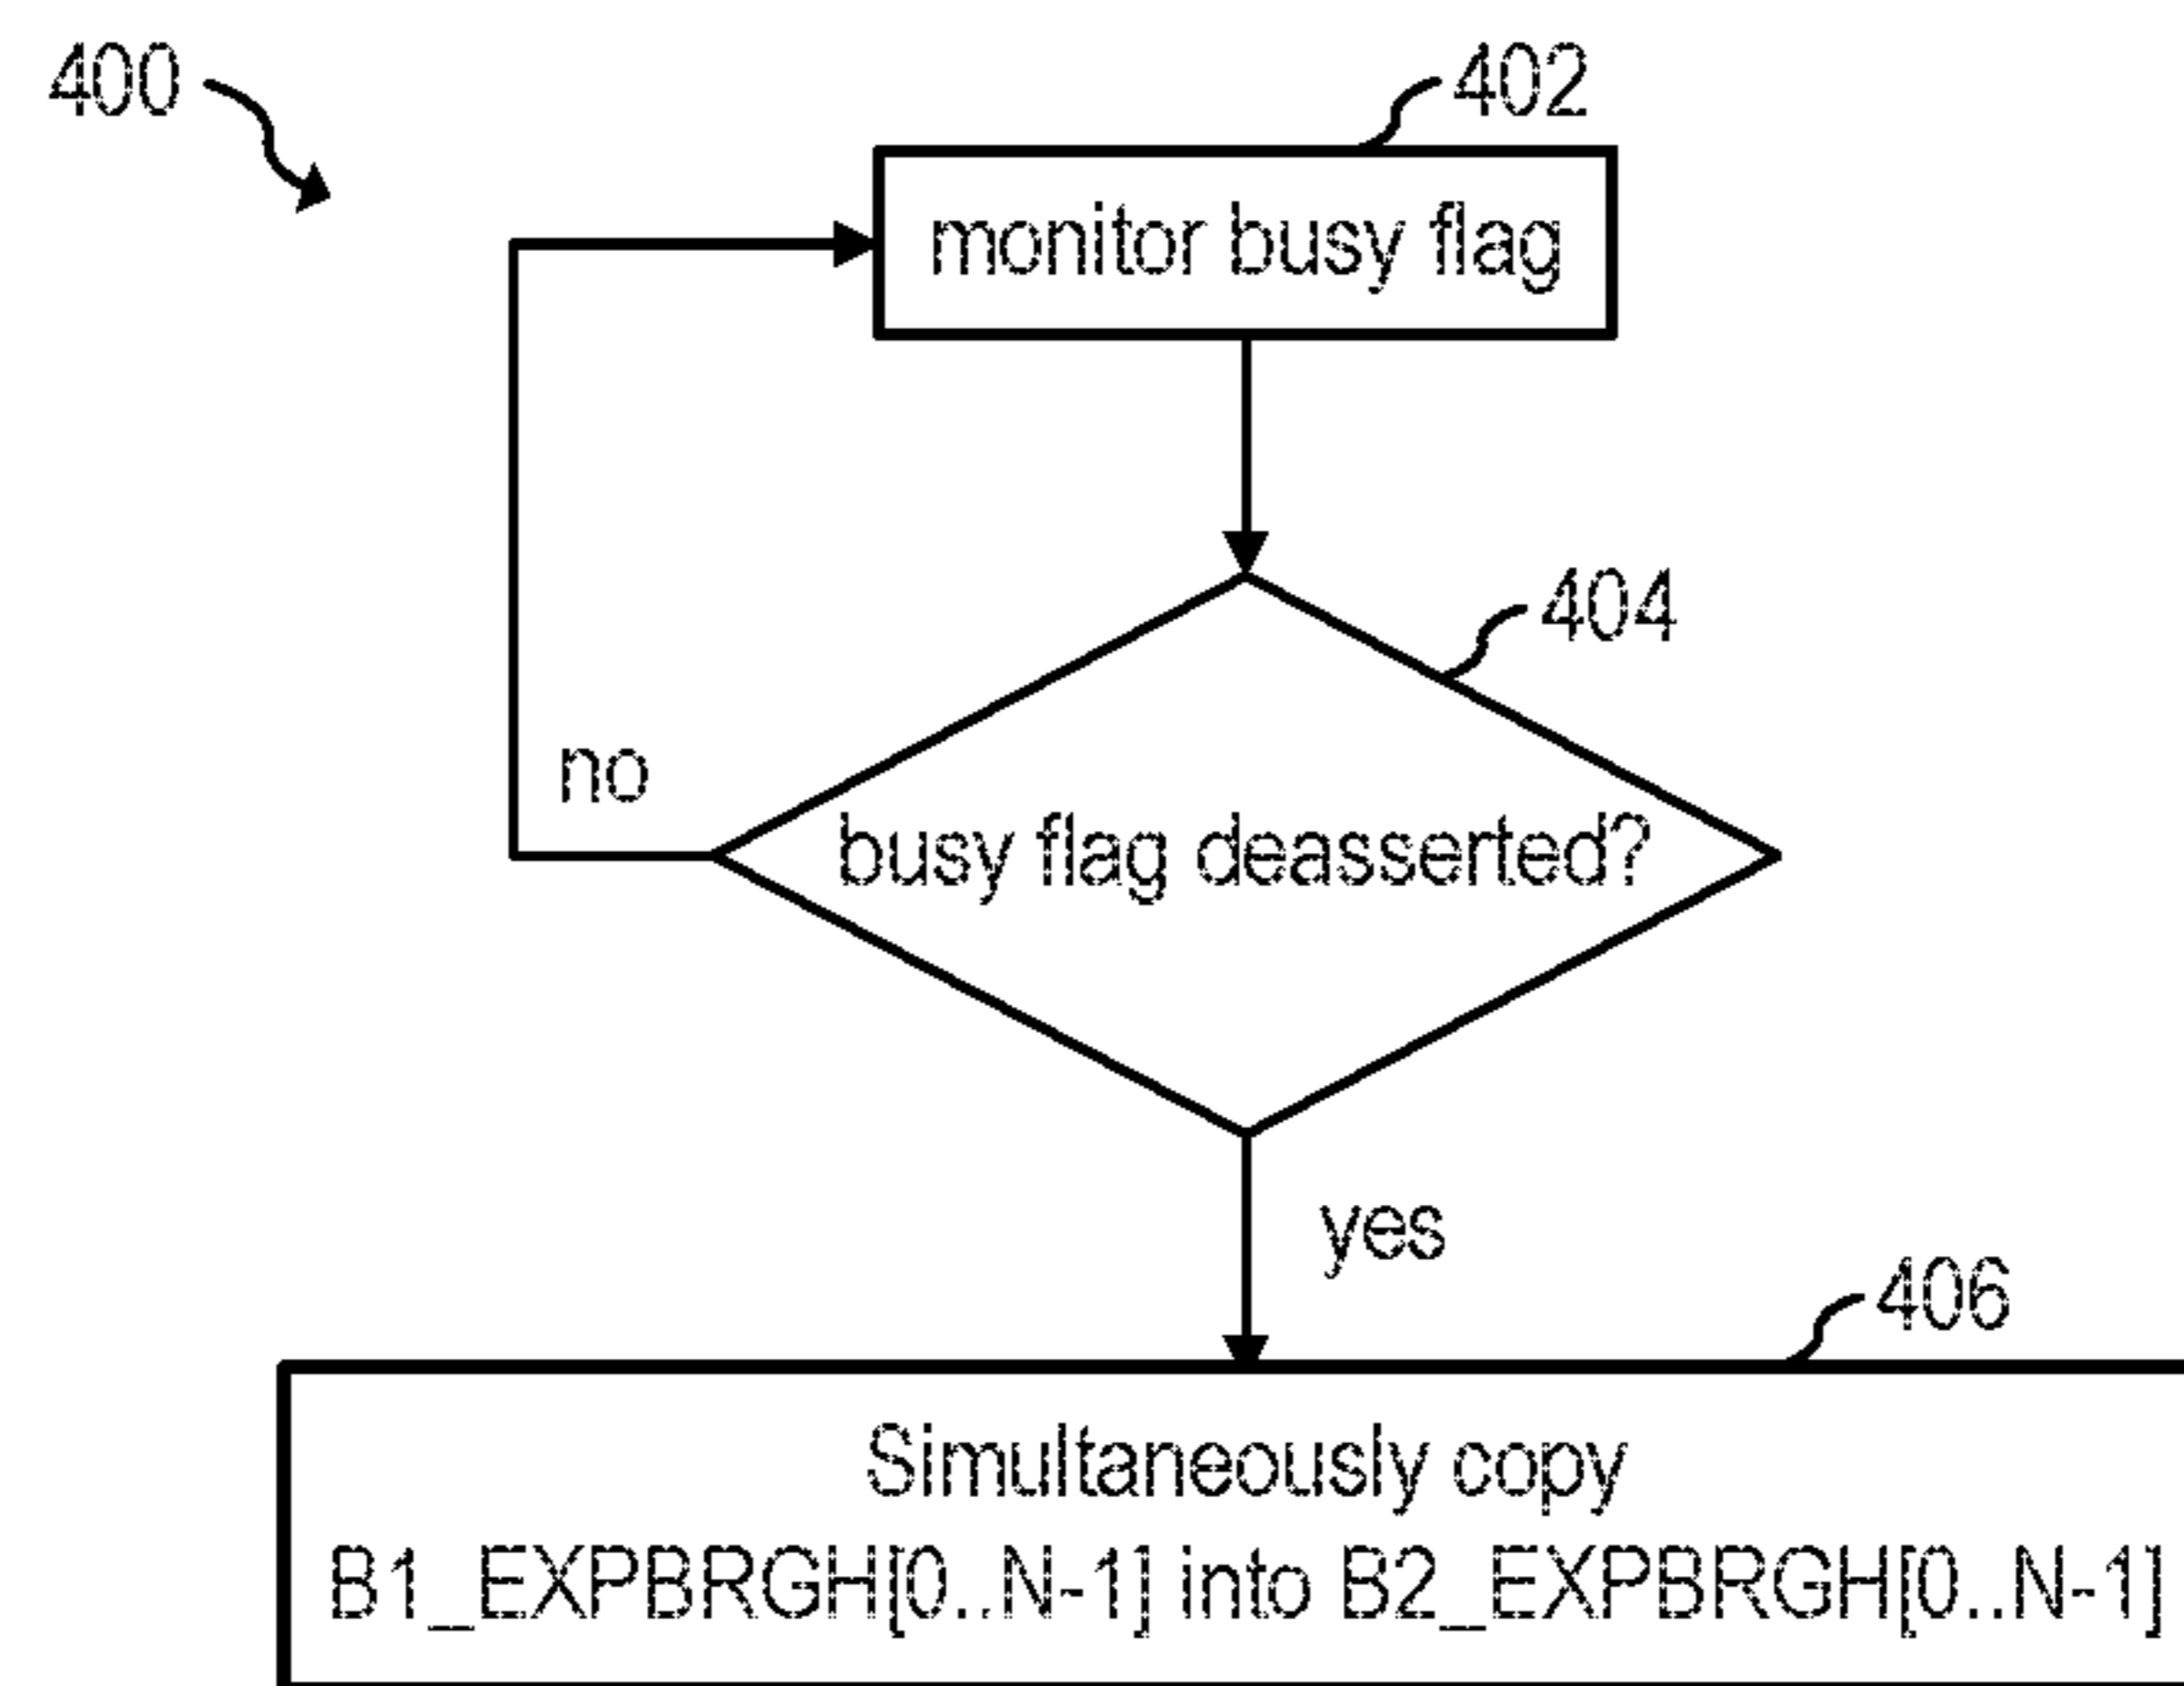 400
402
monitor busy flag
404
no
busy flag deasserted?
yes
406
Simultaneously copy
B1_EXPBRGH[0..N-1] into B2_EXPBRGH[0..N-1]